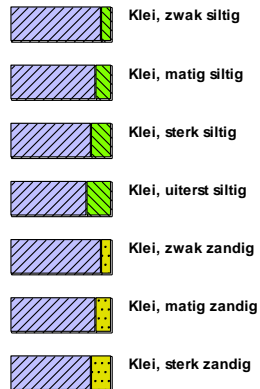 Klei, zwak siltig
Klei, matig siltig
Klei, sterk siltig
Klei, uiterst siltig
Klei, zwak zandig
Klei, matig zandig
Klei, sterk zandig